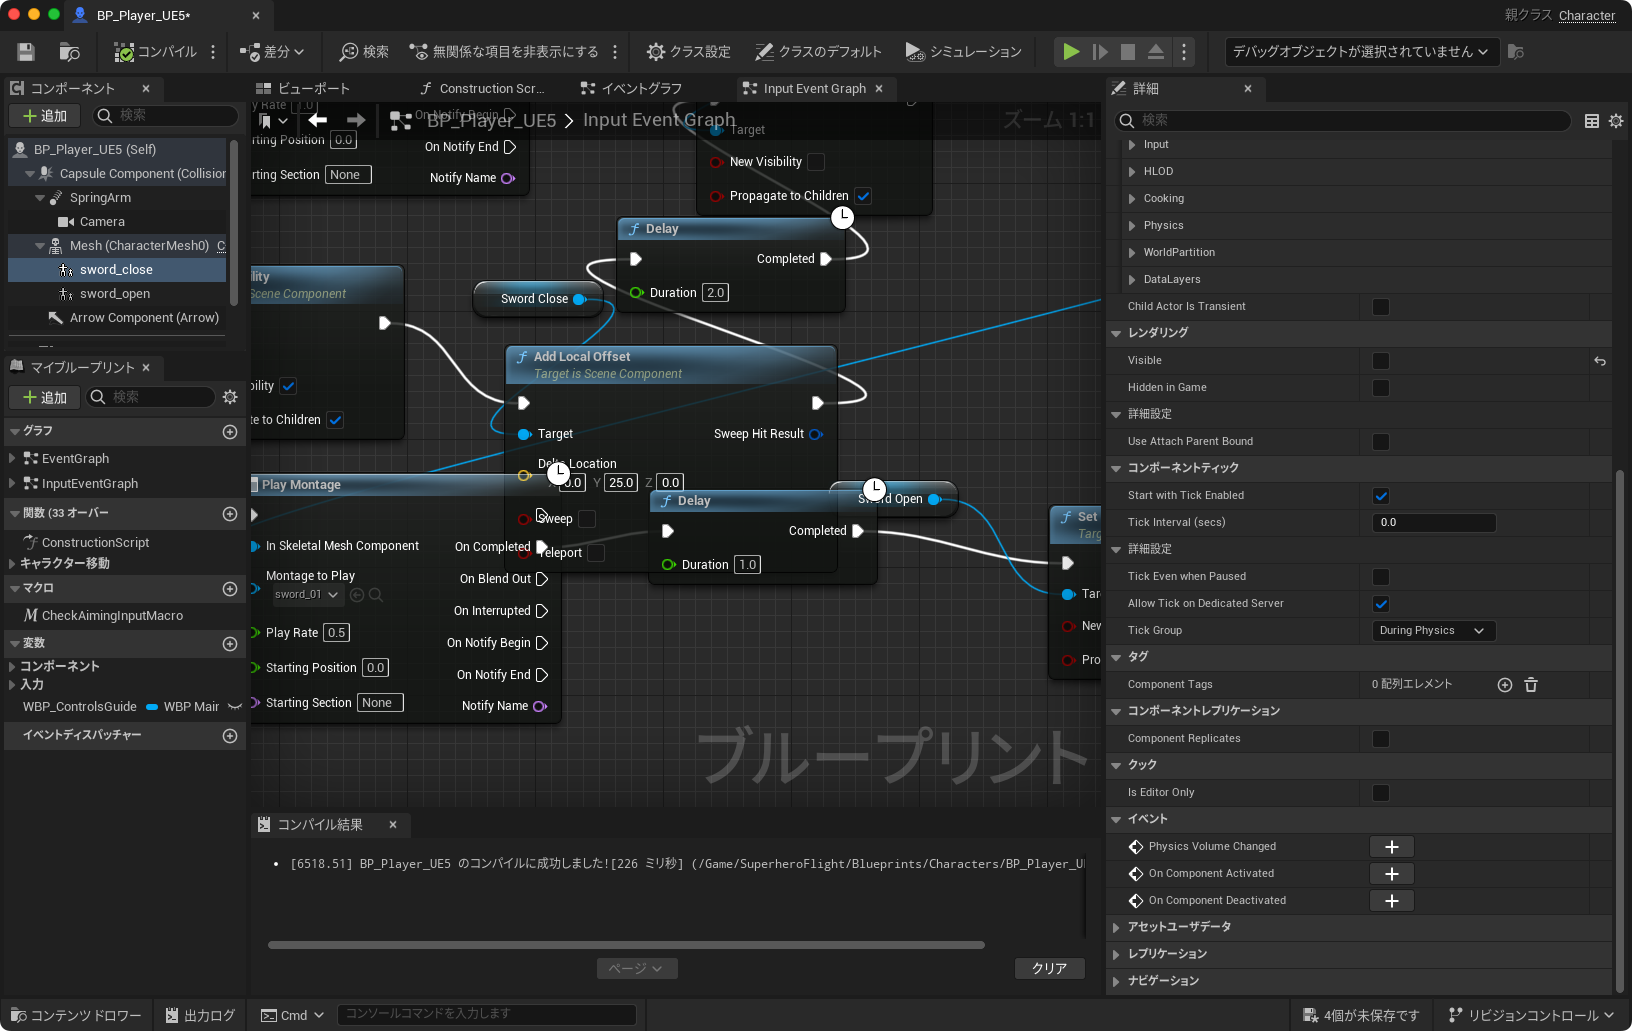 BP_Player_UE5*
親クラス Character
コンパイル
差分
検索
無関係な項目を非表示にする
クラス設定
クラスのデフォルト
シミュレーション
デバッグオブジェクトが選択されていません
コンポーネント
追加
検索
BP_Player_UE5 (Self)
Capsule Component (Collision
SpringArm
Camera
Mesh (CharacterMesh0)
sword_close
sword_open
Arrow Component (Arrow)
マイブループリント
追加
検索
グラフ
EventGraph
InputEventGraph
関数 (33 オーバー
ConstructionScript
キャラクター移動
マクロ
CheckAimingInputMacro
変数
コンポーネント
入力
WBP_ControlsGuide WBP Main
イベントディスパッチャー
ビューポート
Construction Scr...
イベントグラフ
Input Event Graph
BP_Player_UE5 > Input Event Graph
ズーム 1:1
y Rate 1.0
On Notify Begin
rting Position 0.0
On Notify End
rting Section None
Notify Name
Target
New Visibility
Propagate to Children
Delay
Completed
Duration 2.0
ility
Scene Component
bility
te to Children
Sword Close
Add Local Offset
Target is Scene Component
Target
Sweep Hit Result
Delta Location
0.0 Y 25.0 Z 0.0
Sweep
Teleport
Play Montage
In Skeletal Mesh Component
On Completed
Montage to Play
sword_01
On Blend Out
On Interrupted
Play Rate 0.5
On Notify Begin
Starting Position 0.0
On Notify End
Starting Section None
Notify Name
Delay
Completed
Duration 1.0
Sword Open
Set
Targ
Tar
New
Pro
ブループリント
コンパイル結果
[6518.51] BP_Player_UE5 のコンパイルに成功しました![226 ミリ秒] (/Game/SuperheroFlight/Blueprints/Characters/BP_Player_UE
ページ
クリア
詳細
検索
Input
HLOD
Cooking
Physics
WorldPartition
DataLayers
Child Actor Is Transient
レンダリング
Visible
Hidden in Game
詳細設定
Use Attach Parent Bound
コンポーネントティック
Start with Tick Enabled
Tick Interval (secs) 0.0
詳細設定
Tick Even when Paused
Allow Tick on Dedicated Server
Tick Group During Physics
タグ
Component Tags 0 配列エレメント
コンポーネントレプリケーション
Component Replicates
クック
Is Editor Only
イベント
Physics Volume Changed
On Component Activated
On Component Deactivated
アセットユーザデータ
レプリケーション
ナビゲーション
コンテンツ ドロワー
出力ログ
Cmd
コンソールコマンドを入力します
4個が未保存です
リビジョンコントロール